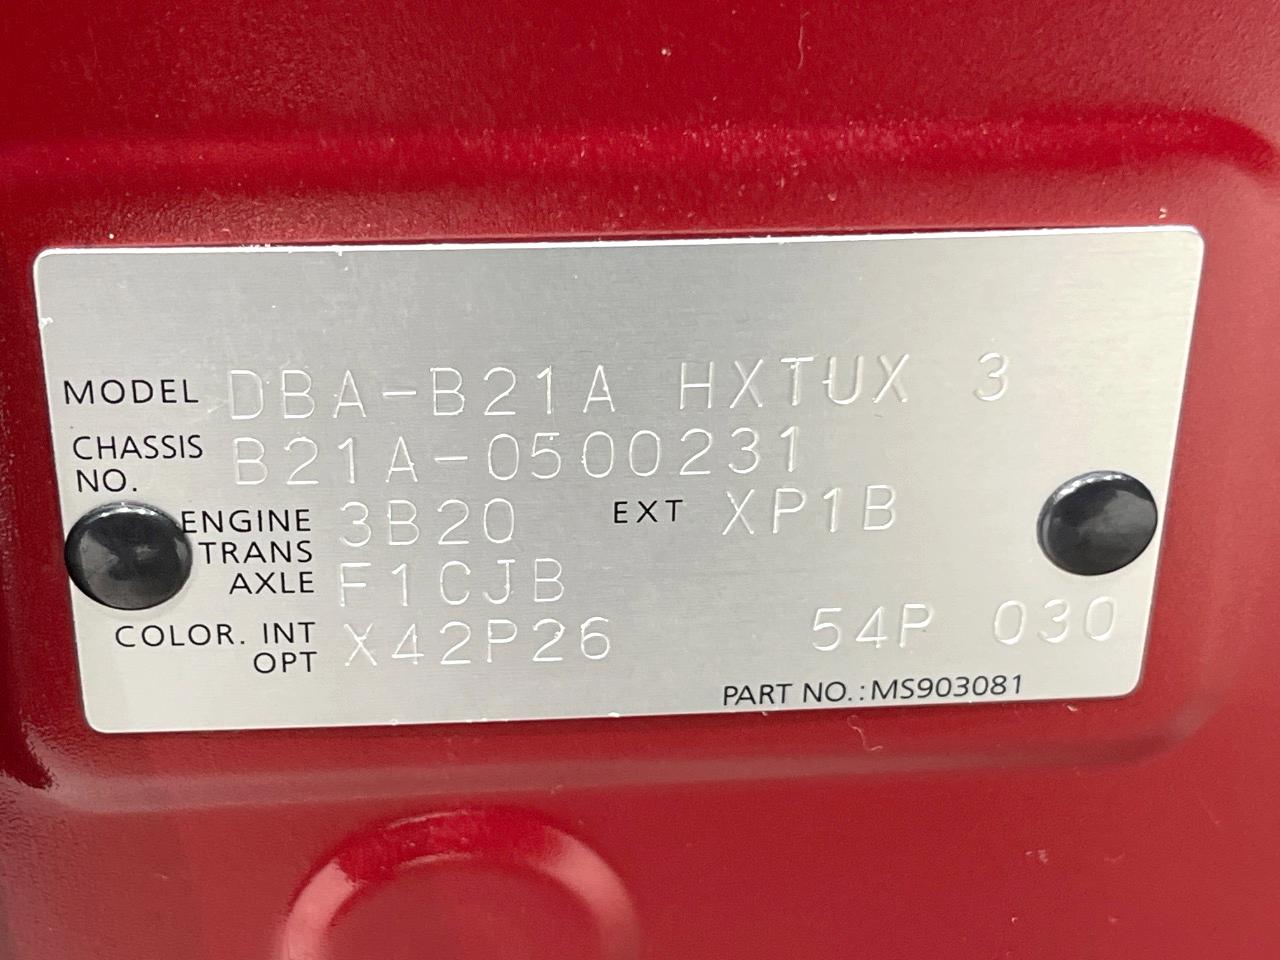 MODEL DBA-B21A HXTUX 3
CHASSIS NO. B21A-0500231
ENGINE 3B20 EXT XP1B
TRANS AXLE F1CJB
COLOR. INT OPT X42P26 54P 030
PART NO.:MS903081